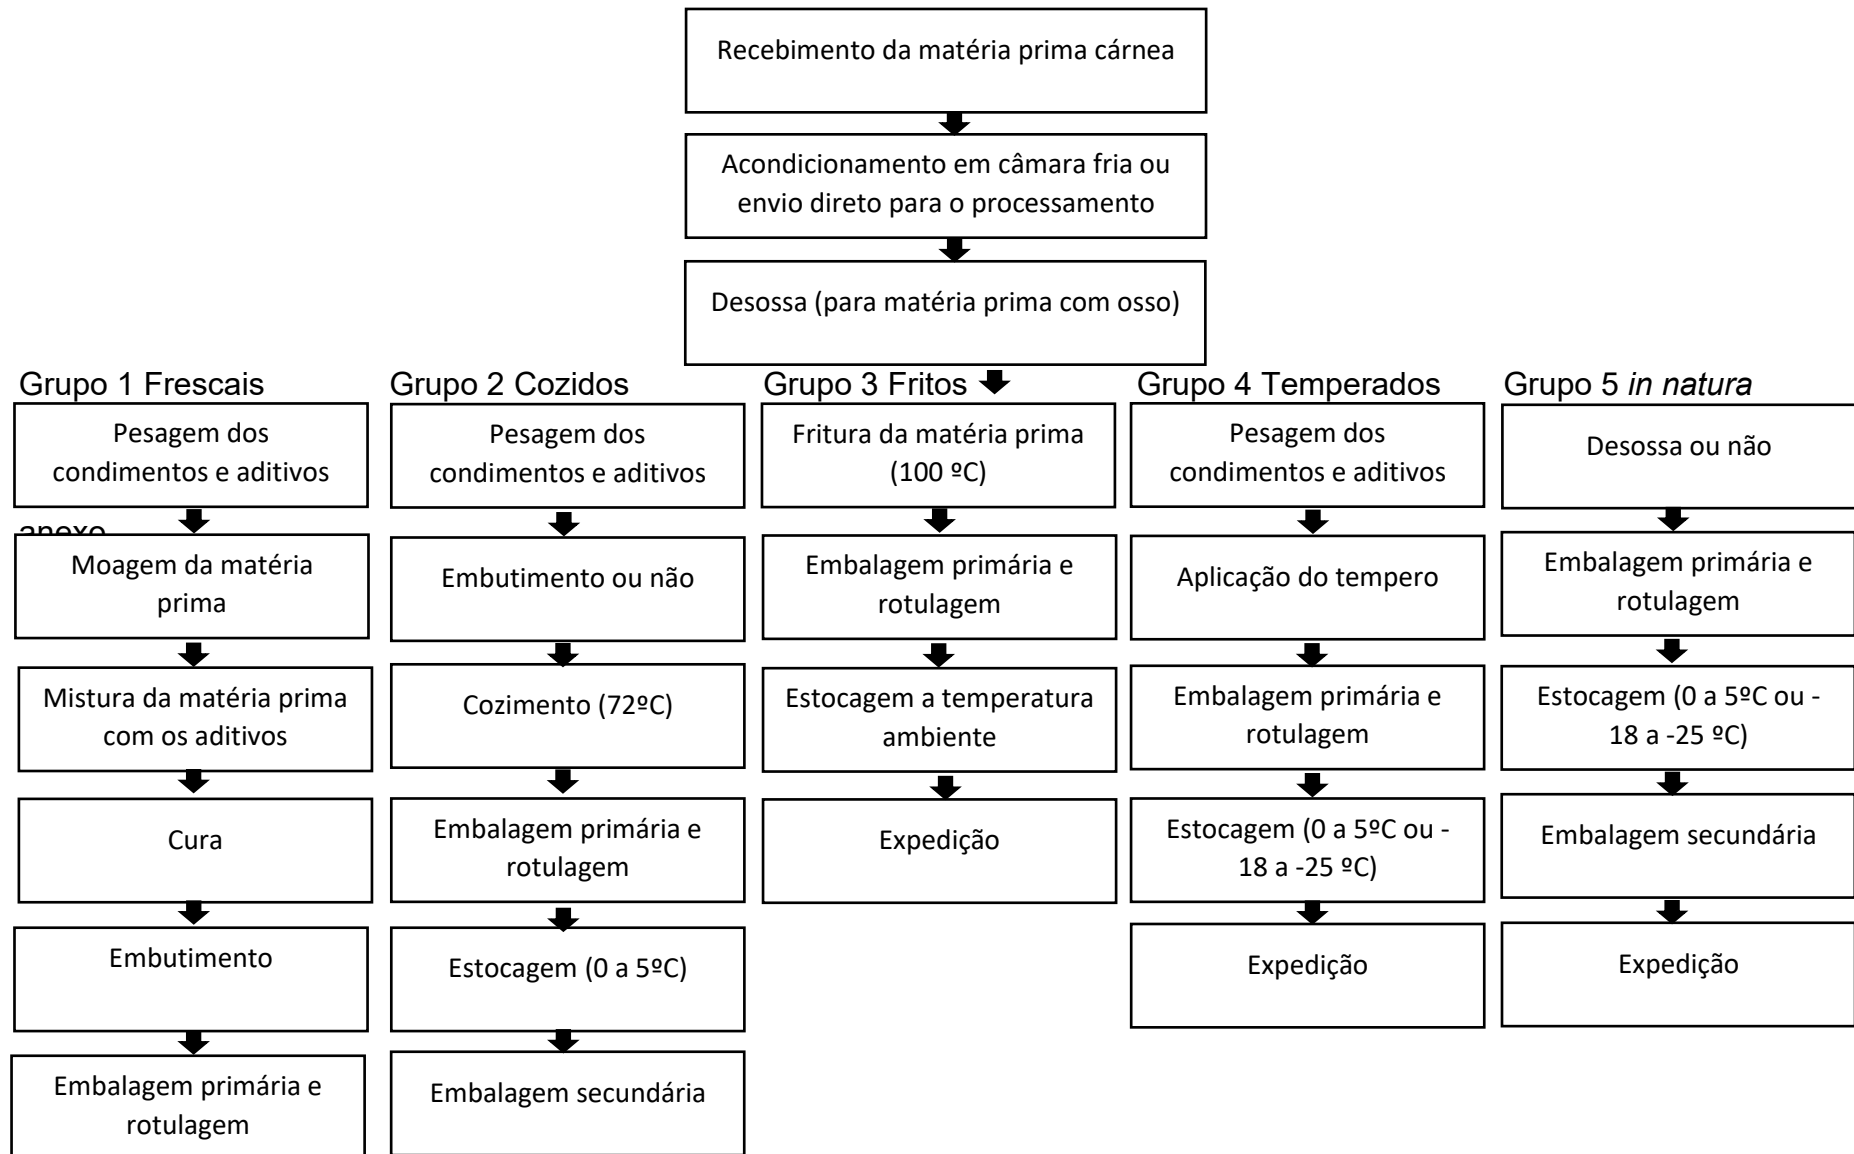 Recebimento da matéria prima cárnea
Acondicionamento em câmara fria ou
envio direto para o processamento
Desossa (para matéria prima com osso)
Grupo 1 Frescais
Pesagem dos
condimentos e aditivos
anexo
Moagem da matéria
prima
Mistura da matéria prima
com os aditivos
Cura
Embutimento
Embalagem primária e
rotulagem
Grupo 2 Cozidos
Pesagem dos
condimentos e aditivos
Embutimento ou não
Cozimento (72ºC)
Embalagem primária e
rotulagem
Estocagem (0 a 5ºC)
Embalagem secundária
Grupo 3 Fritos
Fritura da matéria prima
(100 ºC)
Embalagem primária e
rotulagem
Estocagem a temperatura
ambiente
Expedição
Grupo 4 Temperados
Pesagem dos
condimentos e aditivos
Aplicação do tempero
Embalagem primária e
rotulagem
Estocagem (0 a 5ºC ou -
18 a -25 ºC)
Expedição
Grupo 5 in natura
Desossa ou não
Embalagem primária e
rotulagem
Estocagem (0 a 5ºC ou -
18 a -25 ºC)
Embalagem secundária
Expedição